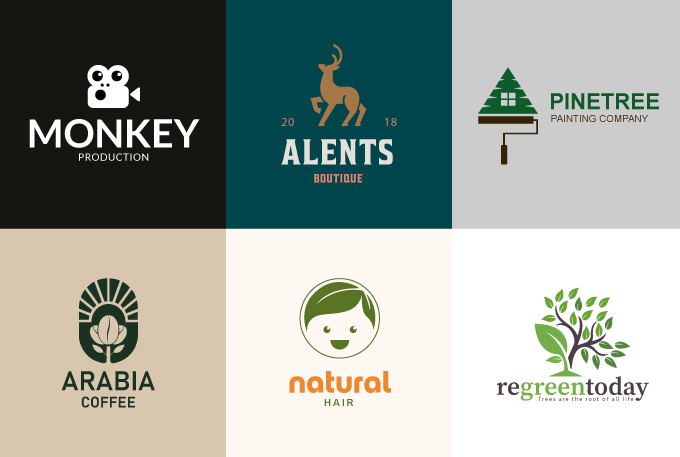 MONKEY
PRODUCTION
20 18
ALENTS
BOUTIQUE
PINETREE
PAINTING COMPANY
ARABIA
COFFEE
natural
HAIR
regreentoday
Trees are the root of all life